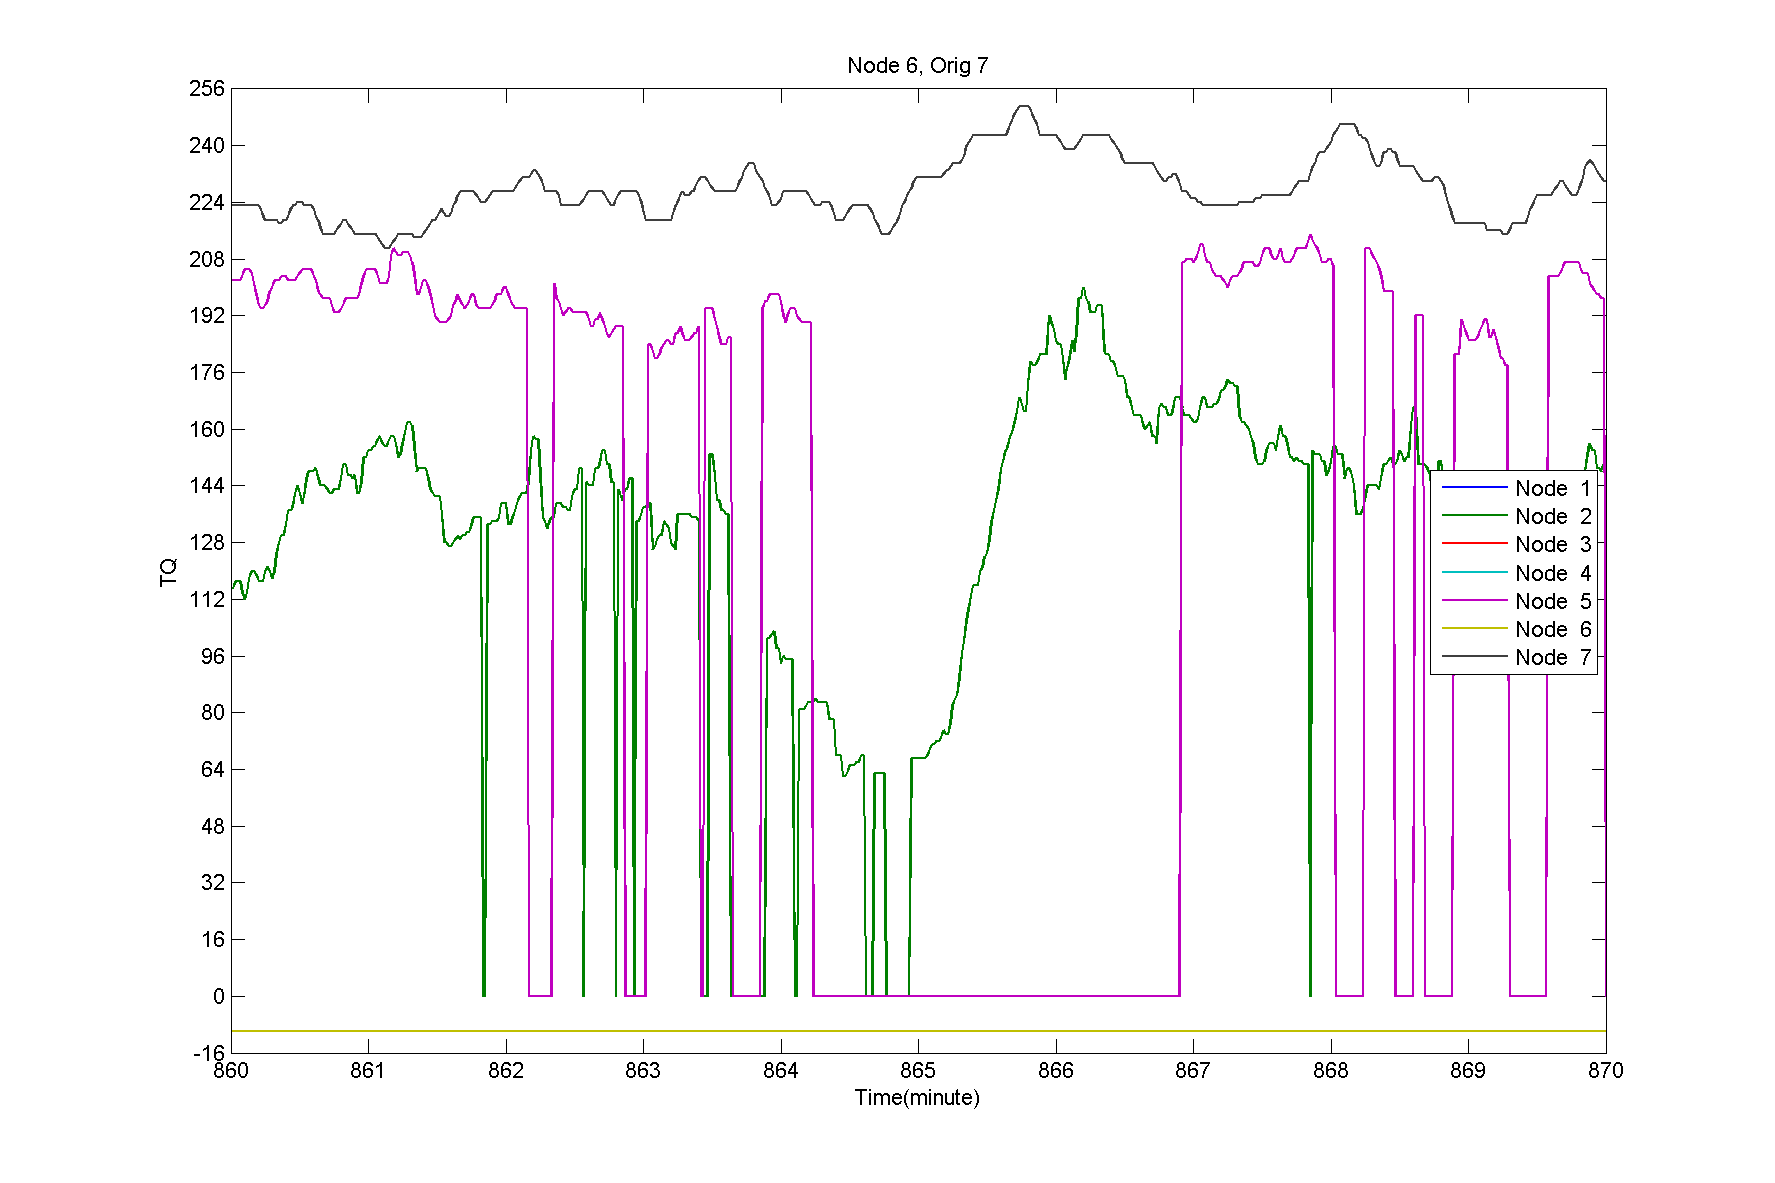 Node 6, Orig 7
256
240
224
208
192
176
160
144
128
112
96
80
64
48
32
16
0
-16
TQ
860 861 862 863 864 865 866 867 868 869 870
Time(minute)
Node 1
Node 2
Node 3
Node 4
Node 5
Node 6
Node 7